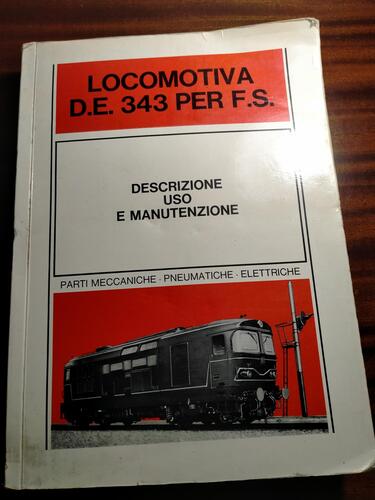 LOCOMOTIVA
D.E. 343 PER F.S.
DESCRIZIONE
USO
E MANUTENZIONE
PARTI MECCANICHE · PNEUMATICHE · ELETTRICHE